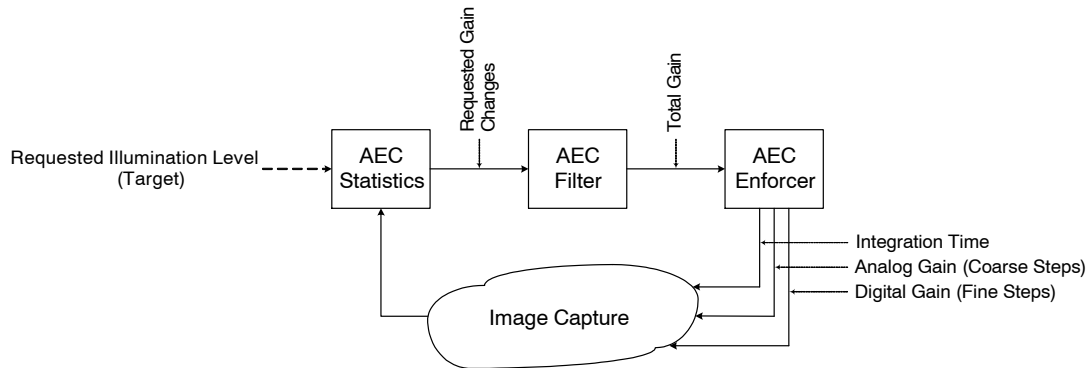 Requested Gain
Changes
Total Gain
Requested Illumination Level
(Target)
AEC
Statistics
AEC
Filter
AEC
Enforcer
Integration Time
Analog Gain (Coarse Steps)
Digital Gain (Fine Steps)
Image Capture